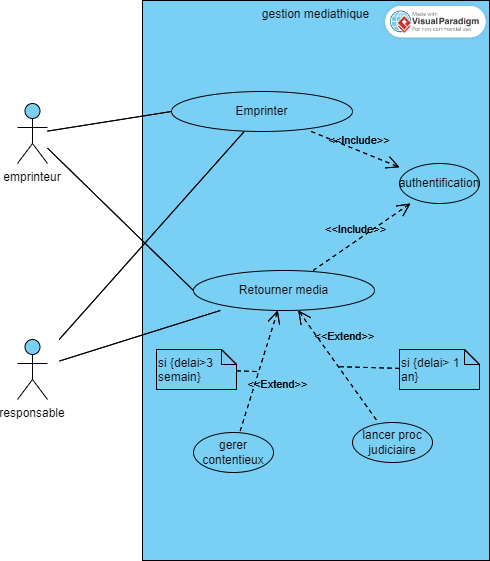 gestion mediathique
Made with
Visual Paradigm
For non-commercial use
Emprinter
<<Include>>
emprinteur
authentification
<<Include>>
Retourner media
<<Extend>>
si {delai>3
semain}
si {delai> 1
an}
<<Extend>>
responsable
lancer proc
judiciaire
gerer
contentieux